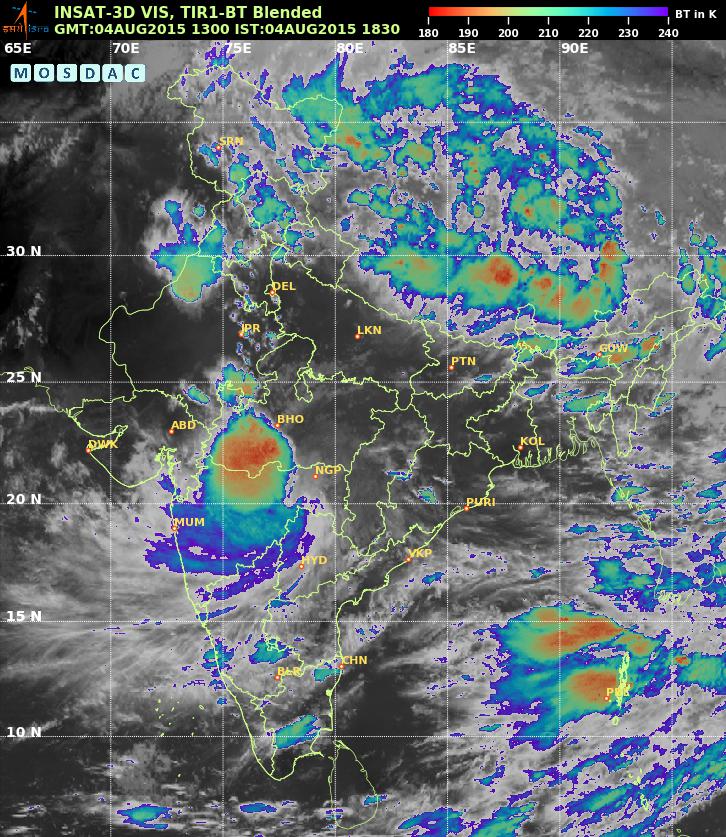 INSAT-3D VIS, TIR1-BT Blended
GMT:04AUG2015 1300 IST:04AUG2015 1830
BT in K
180 190 200 210 220 230 240
65E 70E 75E 80E 85E 90E
MOSDAC
SRN
30 N
DEL
JPR
LKN
GUW
PTN
25 N
ABD
BHO
DWK
KOL
NGP
20 N
PURI
MUM
VKP
HYD
15 N
CHN
BLR
10 N